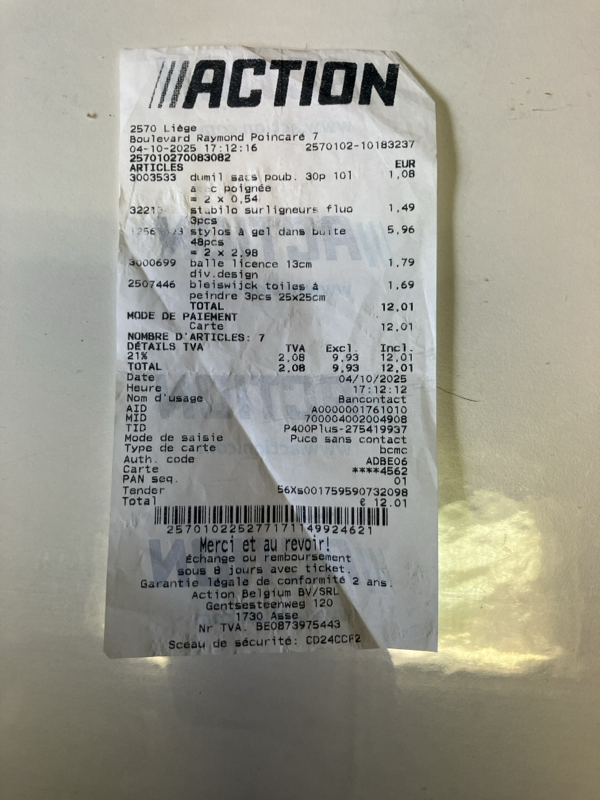 ACTION
2570 Liège
Boulevard Raymond Poincaré 7
04-10-2025 17:12:16 2570102-10183237
257010270083082
ARTICLES EUR
3003533 dumil sacs poub. 30p 10l 1,08
poignée
= 2 x 0,54
stabilo surligneurs fluo 1,49
3pcs
stylos à gel dans boîte 5,96
48pcs
= 2 x 2,98
3000699 balle licence 13cm 1,79
div.design
2507446 bleiswijck toiles à 1,69
peindre 3pcs 25x25cm
TOTAL 12,01
MODE DE PAIEMENT
Carte 12,01
NOMBRE D'ARTICLES: 7
DÉTAILS TVA TVA Excl. Incl.
21% 2,08 9,93 12,01
TOTAL 2,08 9,93 12,01
Date 04/10/2025
Heure 17:12:12
Nom d'usage Bancontact
AID A0000001761010
MID 700004002004908
TID P400Plus-275419937
Mode de saisie Puce sans contact
Type de carte bcmc
Auth. code ADBE06
Carte ****4562
PAN seq. 01
Tender 56Xs001759590732098
Total € 12.01
257010225277171149924621
Merci et au revoir!
Échange ou remboursement
sous 8 jours avec ticket.
Garantie légale de conformité 2 ans.
Action Belgium BV/SRL
Gentsesteenweg 120
1730 Asse
Nr TVA. BE0873975443
Sceau de sécurité: CD24CCF2